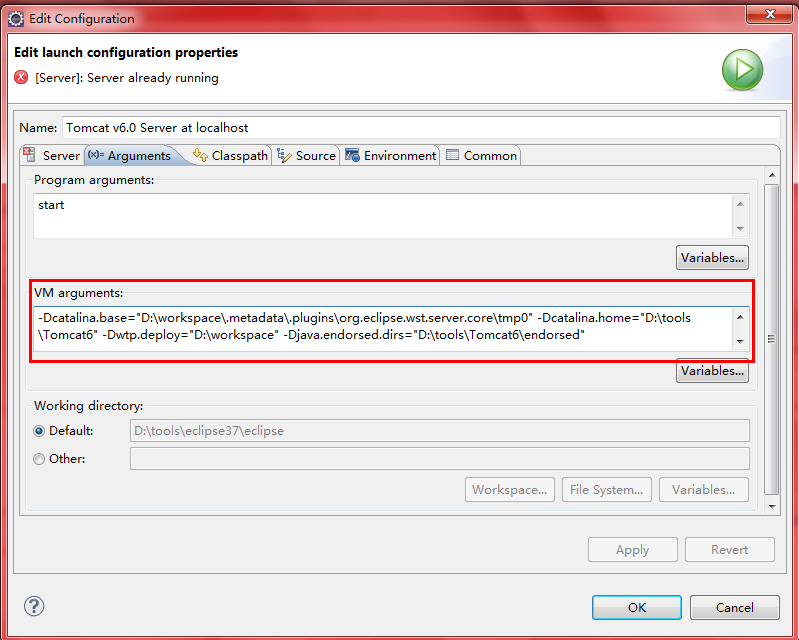 Edit Configuration
Edit launch configuration properties
[Server]: Server already running
Name: Tomcat v6.0 Server at localhost
Server (x)= Arguments Classpath Source Environment Common
Program arguments:
start
Variables...
VM arguments:
-Dcatalina.base="D:\workspace\.metadata\.plugins\org.eclipse.wst.server.core\tmp0" -Dcatalina.home="D:\tools
\Tomcat6" -Dwtp.deploy="D:\workspace" -Djava.endorsed.dirs="D:\tools\Tomcat6\endorsed"
Variables...
Working directory:
Default: D:\tools\eclipse37\eclipse
Other:
Workspace... File System... Variables...
Apply Revert
OK Cancel